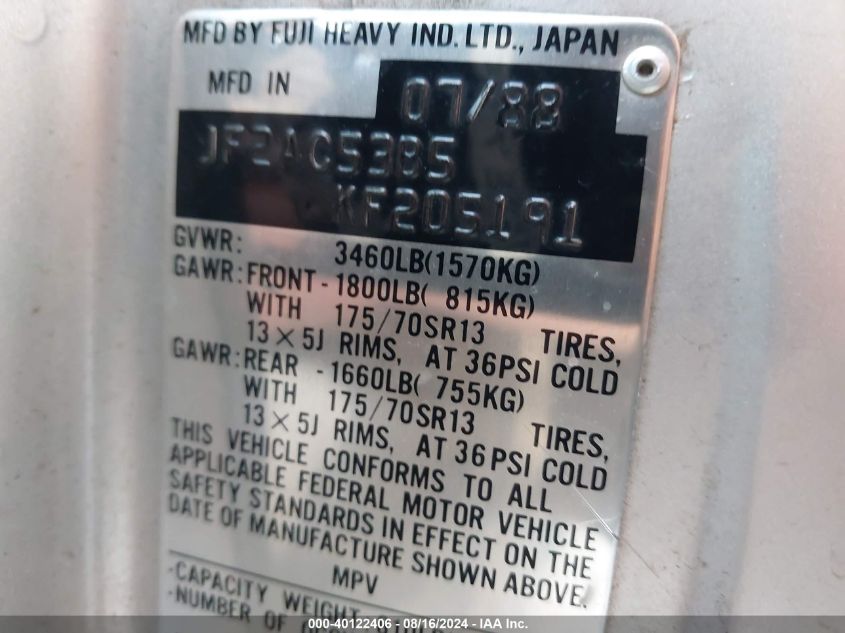 MFD BY FUJI HEAVY IND. LTD., JAPAN
MFD IN 07/88
JF2AC53B5
KF205191
GVWR: 3460LB(1570KG)
GAWR: FRONT - 1800LB( 815KG)
WITH 175/70SR13 TIRES,
13 × 5J RIMS, AT 36PSI COLD
GAWR: REAR - 1660LB( 755KG)
WITH 175/70SR13 TIRES,
13 × 5J RIMS, AT 36PSI COLD
THIS VEHICLE CONFORMS TO ALL
APPLICABLE FEDERAL MOTOR VEHICLE
SAFETY STANDARDS IN EFFECT ON THE
DATE OF MANUFACTURE SHOWN ABOVE.
MPV
-CAPACITY WEIGHT
-NUMBER OF
000-40122406 - 08/16/2024 - IAA Inc.